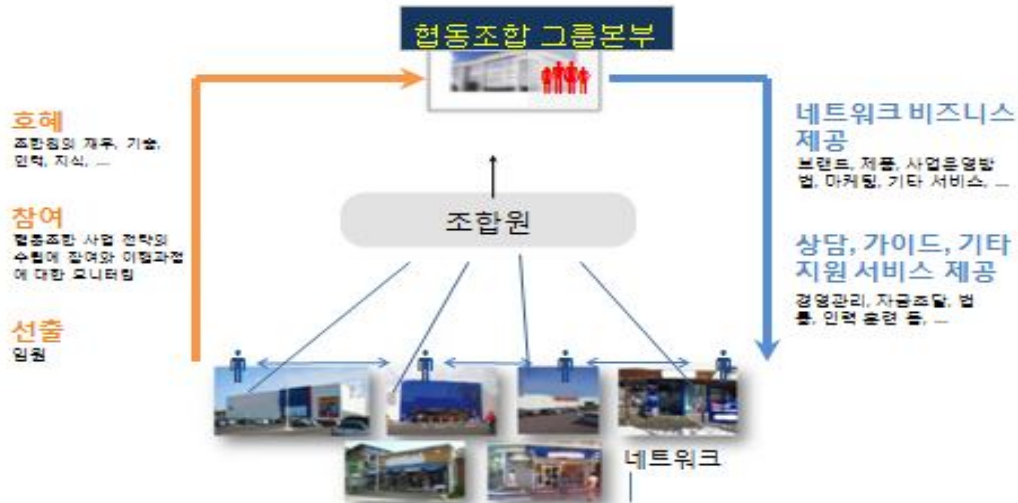 협동조합 그룹본부
호혜
조합원의 재무, 기술,
인력, 지식, ...
참여
협동조합 사업 전략의
수립에 참여와 이행과정
에 대한 모니터링
선출
임원
조합원
네트워크 비즈니스
제공
브랜드, 제품, 사업운영방
법, 마케팅, 기타 서비스, ...
상담, 가이드, 기타
지원 서비스 제공
경영관리, 자금조달, 법
률, 인력 훈련 등, ...
네트워크